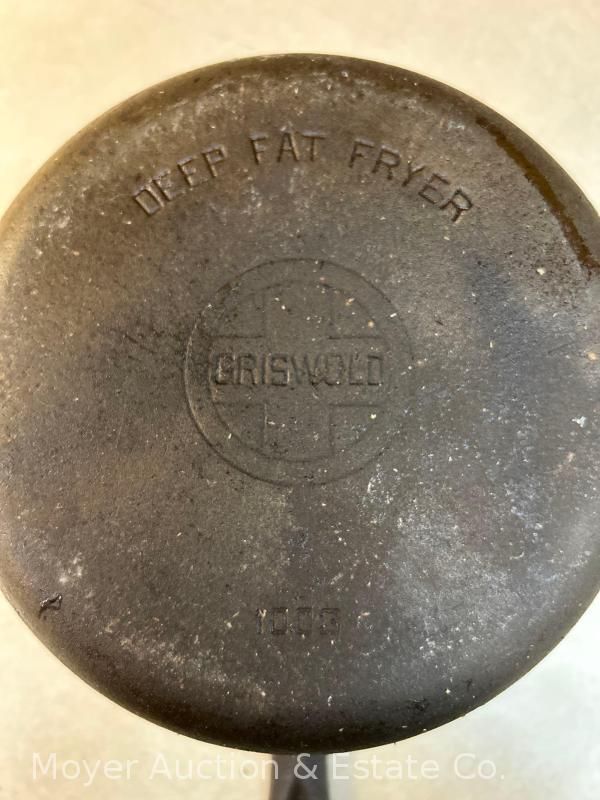 DEEP FAT FRYER
GRISWOLD
1003
Moyer Auction & Estate Co.